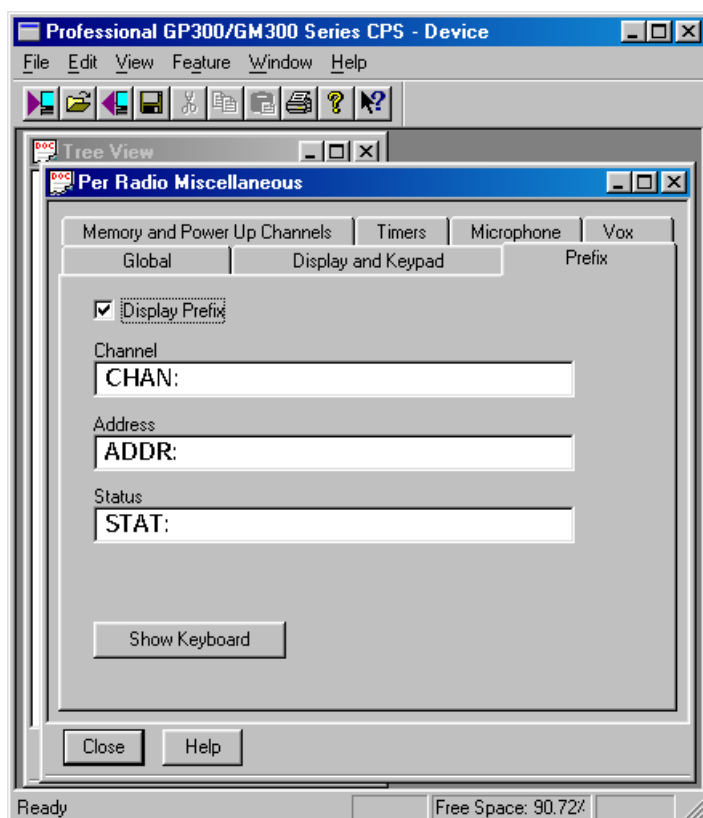 Professional GP300/GM300 Series CPS - Device
File Edit View Feature Window Help
Tree View
Per Radio Miscellaneous
Memory and Power Up Channels Timers Microphone Vox
Global Display and Keypad Prefix
Display Prefix
Channel
CHAN:
Address
ADDR:
Status
STAT:
Show Keyboard
Close Help
Ready Free Space: 90.72%